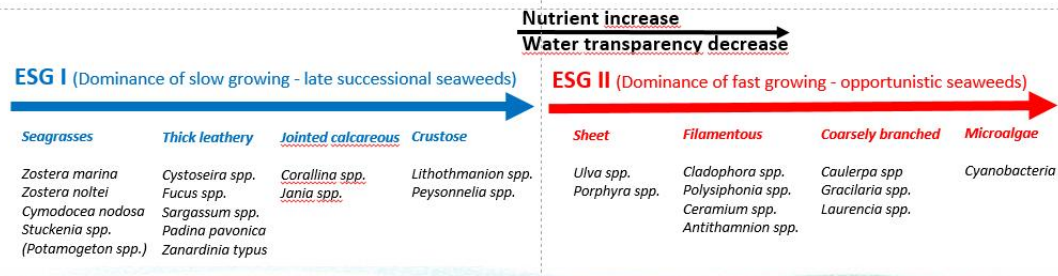 Nutrient increase
Water transparency decrease
ESG I (Dominance of slow growing - late successional seaweeds)
ESG II (Dominance of fast growing - opportunistic seaweeds)
Seagrasses
Zostera marina
Zostera noltei
Cymodocea nodosa
Stuckenia spp.
(Potamogeton spp.)
Thick leathery
Cystoseira spp.
Fucus spp.
Sargassum spp.
Padina pavonica
Zanardinia typus
Jointed calcareous
Corallina spp.
Jania spp.
Crustose
Lithothmanion spp.
Peysonnelia spp.
Sheet
Ulva spp.
Porphyra spp.
Filamentous
Cladophora spp.
Polysiphonia spp.
Ceramium spp.
Antithamnion spp.
Coarsely branched
Caulerpa spp
Gracilaria spp.
Laurencia spp.
Microalgae
Cyanobacteria